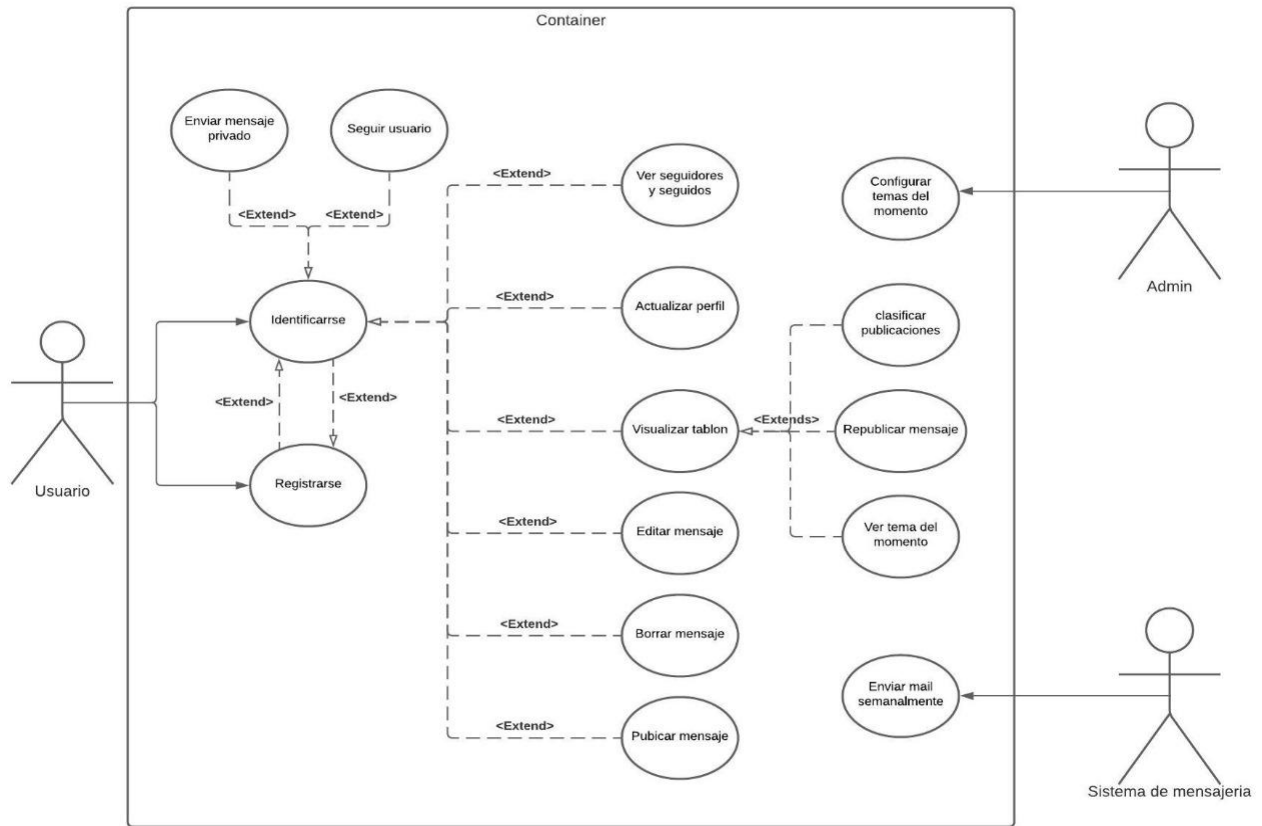 Container
Enviar mensaje
privado
Seguir usuario
<Extend>
<Extend>
<Extend>
Ver seguidores
y seguidos
Configurar
temas del
momento
Admin
Identificarrse
<Extend>
Actualizar perfil
clasificar
publicaciones
<Extend>
<Extend>
<Extend>
Visualizar tablon
<Extends>
Republicar mensaje
Usuario
Registrarse
<Extend>
Editar mensaje
Ver tema del
momento
<Extend>
Borrar mensaje
Enviar mail
semanalmente
<Extend>
Pubicar mensaje
Sistema de mensajeria